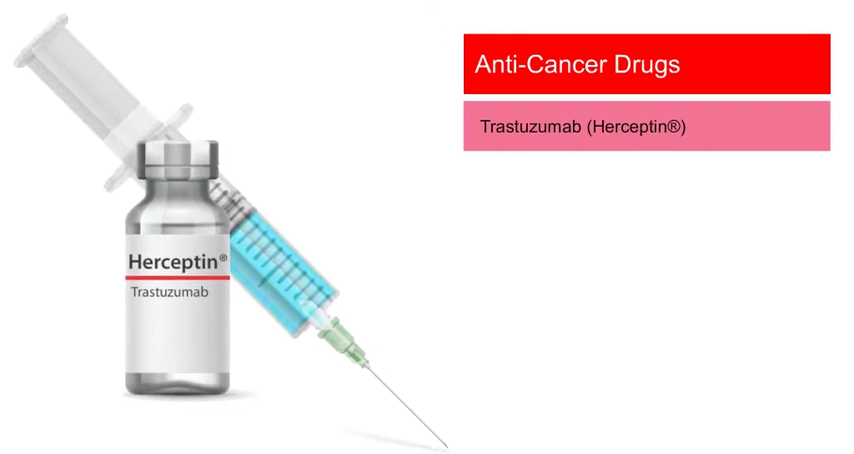 Anti-Cancer Drugs
Trastuzumab (Herceptin®)
Herceptin®
Trastuzumab